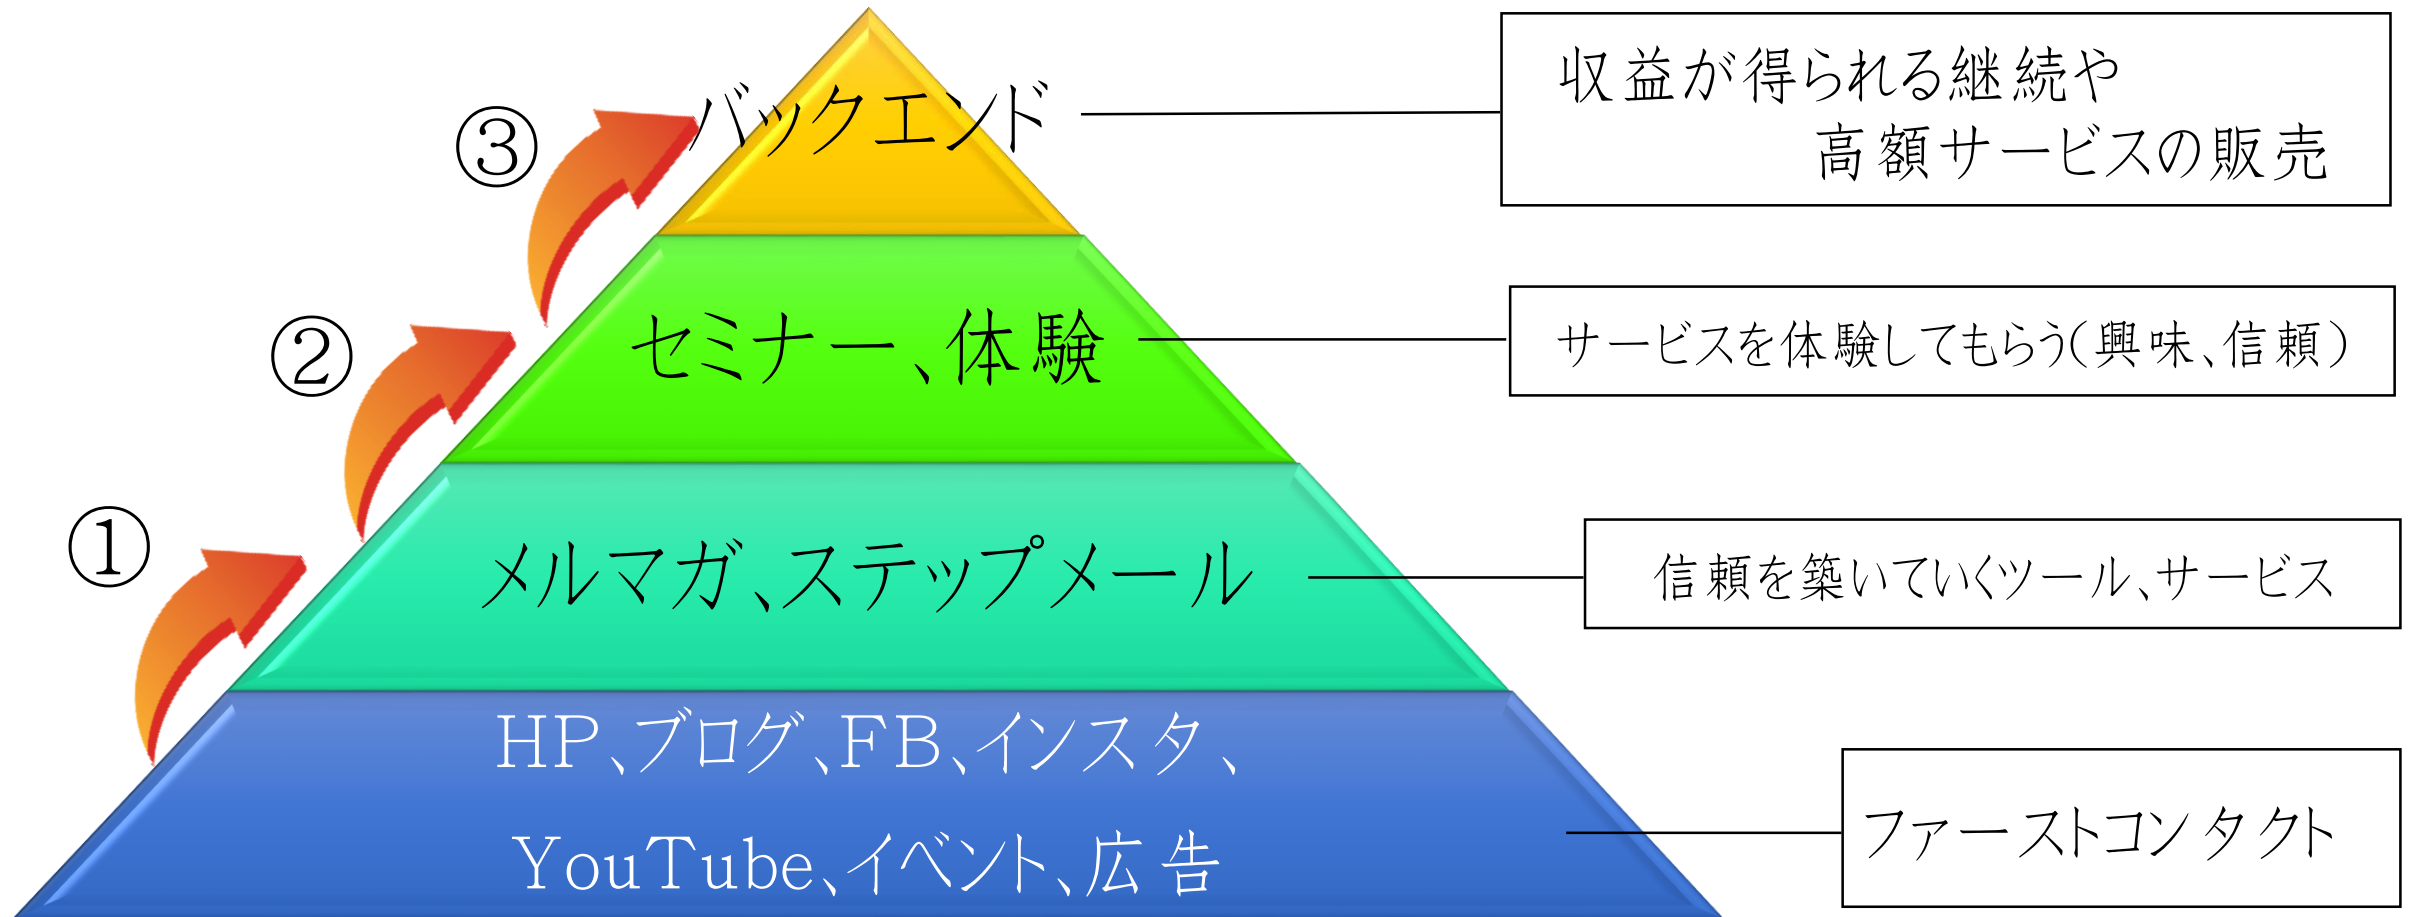 ③
バックエンド
収益が得られる継続や
高額サービスの販売
②
セミナー、体験
サービスを体験してもらう(興味、信頼)
①
メルマガ、ステップメール
信頼を築いていくツール、サービス
HP、ブログ、FB、インスタ、
YouTube、イベント、広告
ファーストコンタクト